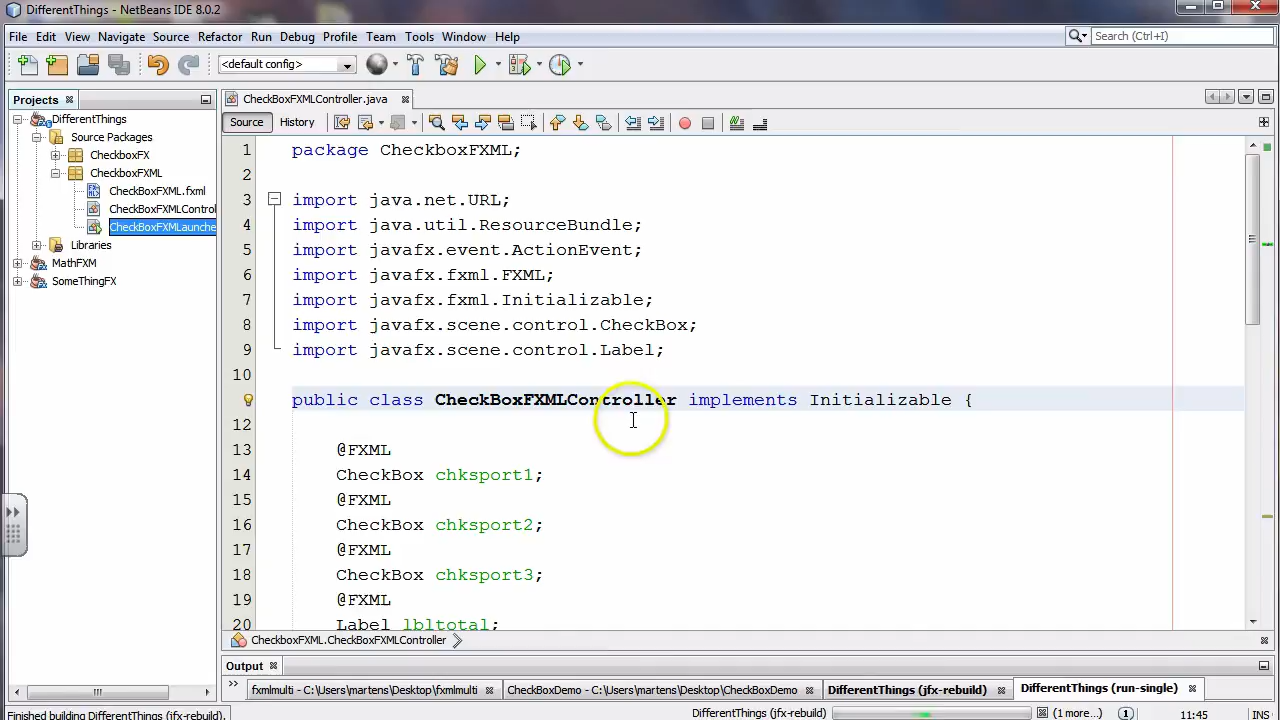 DifferentThings - NetBeans IDE 8.0.2
File Edit View Navigate Source Refactor Run Debug Profile Team Tools Window Help
Search (Ctrl+I)
<default config>
Projects
DifferentThings
Source Packages
CheckboxFX
CheckboxFXML
CheckBoxFXML.fxml
CheckBoxFXMLControl
CheckBoxFXMLaunche
Libraries
MathFXM
SomeThingFX
CheckBoxFXMLController.java
Source History
1 package CheckboxFXML;
2
3 import java.net.URL;
4 import java.util.ResourceBundle;
5 import javafx.event.ActionEvent;
6 import javafx.fxml.FXML;
7 import javafx.fxml.Initializable;
8 import javafx.scene.control.CheckBox;
9 import javafx.scene.control.Label;
10
public class CheckBoxFXMLController implements Initializable {
12
13 @FXML
14 CheckBox chksport1;
15 @FXML
16 CheckBox chksport2;
17 @FXML
18 CheckBox chksport3;
19 @FXML
20 Label lbltotal;
CheckboxFXML.CheckBoxFXMLController
Output
fxmlmulti - C:\Users\martens\Desktop\fxmlmulti CheckBoxDemo - C:\Users\martens\Desktop\CheckBoxDemo DifferentThings (jfx-rebuild) DifferentThings (run-single)
Finished building DifferentThings (jfx-rebuild). DifferentThings (jfx-rebuild) (1 more...) 1 11:45 INS